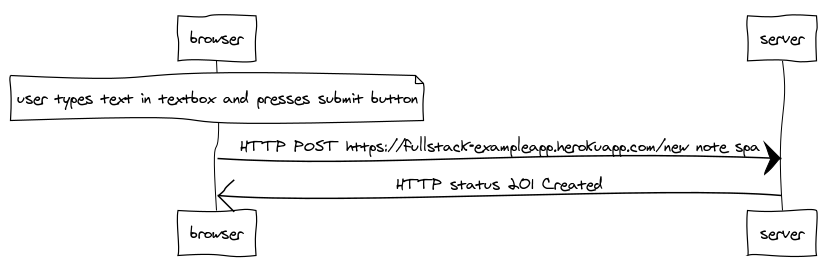 browser server
user types text in textbox and presses submit button
HTTP POST https://fullstack-exampleapp.herokuapp.com/new note spa
HTTP status 201 Created
browser server